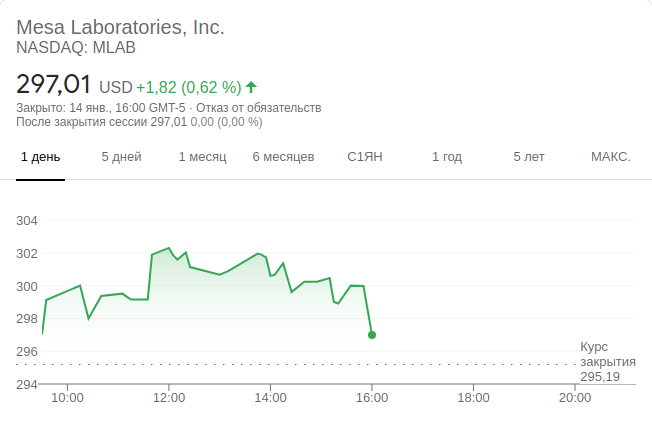 Mesa Laboratories, Inc.
NASDAQ: MLAB
297,01 USD +1,82 (0,62 %)
Закрыто: 14 янв., 16:00 GMT-5 · Отказ от обязательств
После закрытия сессии 297,01 0,00 (0,00 %)
1 день 5 дней 1 месяц 6 месяцев С1ЯН 1 год 5 лет МАКС.
304
302
300
298
296
294
Курс
закрытия
295,19
10:00 12:00 14:00 16:00 18:00 20:00